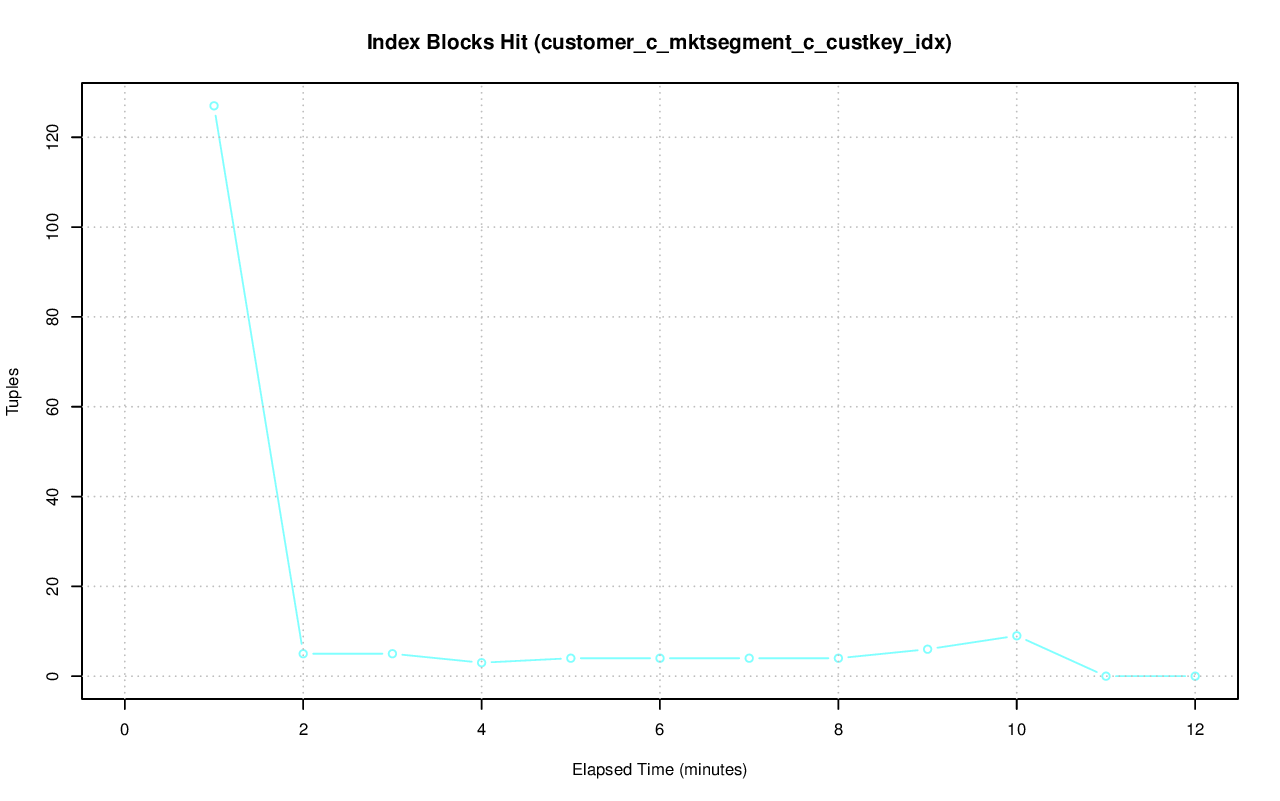 Index Blocks Hit (customer_c_mktsegment_c_custkey_idx)
Tuples
120
100
80
60
40
20
0
0 2 4 6 8 10 12
Elapsed Time (minutes)